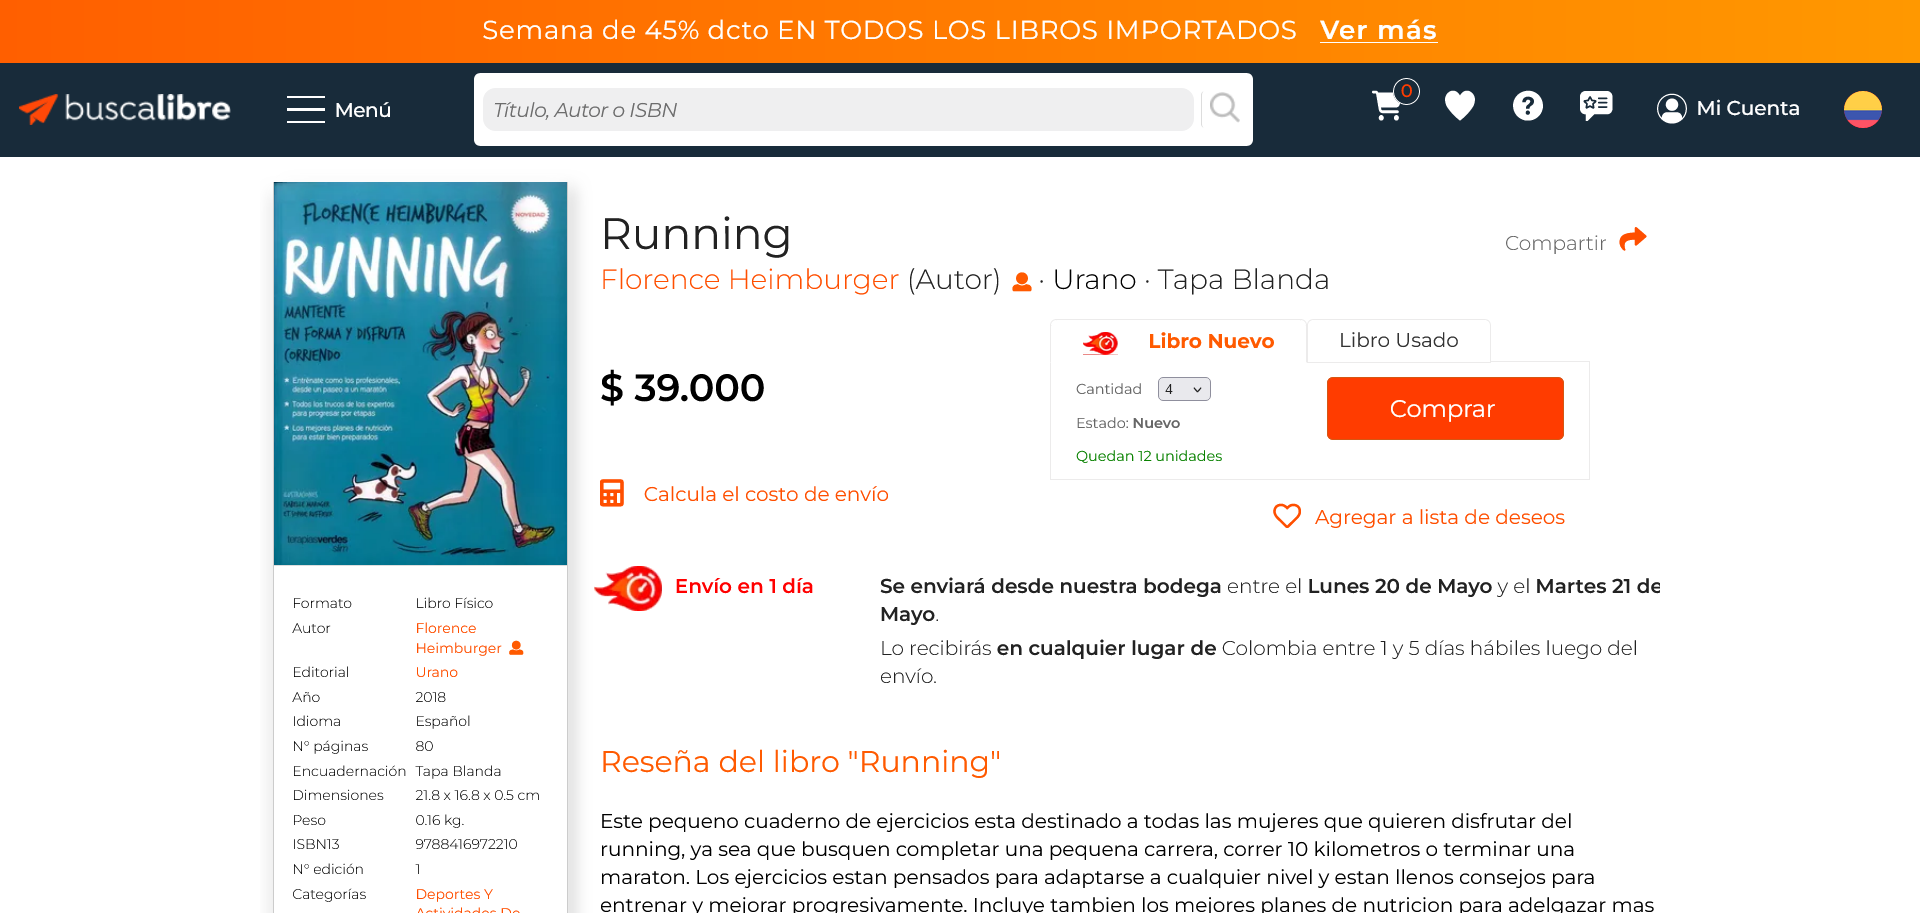 Semana de 45% dcto EN TODOS LOS LIBROS IMPORTADOS Ver más
buscalibre
Menú
Título, Autor o ISBN
0
Mi Cuenta
FLORENCE HEIMBURGER
NOVEDAD
RUNNING
MANTENTE
EN FORMA Y DISFRUTA
CORRIENDO
Entrénate como los profesionales,
desde un paseo a un maratón
Todos los trucos de los expertos
para progresar por etapas
Los mejores planes de nutrición
para estar bien preparados
terapiasverdes
slim
Running
Compartir
Florence Heimburger (Autor) · Urano · Tapa Blanda
$ 39.000
Libro Nuevo
Libro Usado
Cantidad 4
Estado: Nuevo
Quedan 12 unidades
Comprar
Calcula el costo de envío
Agregar a lista de deseos
Envío en 1 día
Se enviará desde nuestra bodega entre el Lunes 20 de Mayo y el Martes 21 de
Mayo.
Lo recibirás en cualquier lugar de Colombia entre 1 y 5 días hábiles luego del
envío.
Formato Libro Físico
Autor Florence
Heimburger
Editorial Urano
Año 2018
Idioma Español
N° páginas 80
Encuadernación Tapa Blanda
Dimensiones 21.8 x 16.8 x 0.5 cm
Peso 0.16 kg.
ISBN13 9788416972210
N° edición 1
Categorías Deportes Y
Actividades De
Reseña del libro "Running"
Este pequeno cuaderno de ejercicios esta destinado a todas las mujeres que quieren disfrutar del
running, ya sea que busquen completar una pequena carrera, correr 10 kilometros o terminar una
maraton. Los ejercicios estan pensados para adaptarse a cualquier nivel y estan llenos consejos para
entrenar y mejorar progresivamente. Incluye tambien los mejores planes de nutricion para adelgazar mas